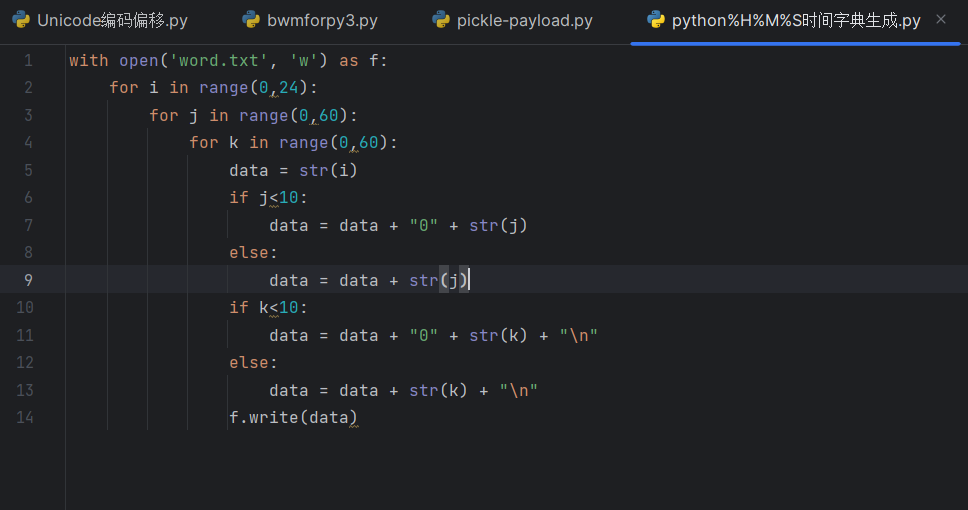 Unicode编码偏移.py bwmforpy3.py pickle-payload.py python%H%M%S时间字典生成.py
1 with open('word.txt', 'w') as f:
2 for i in range(0,24):
3 for j in range(0,60):
4 for k in range(0,60):
5 data = str(i)
6 if j<10:
7 data = data + "0" + str(j)
8 else:
9 data = data + str(j)
10 if k<10:
11 data = data + "0" + str(k) + "\n"
12 else:
13 data = data + str(k) + "\n"
14 f.write(data)